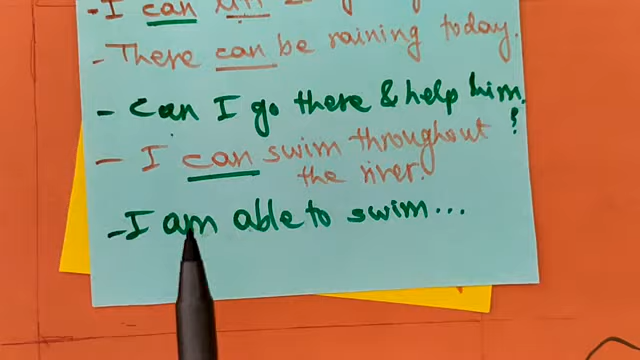 - I can
- There can be raining today.
- Can I go there & help him?
- I can swim throughout
the river.
- I am able to swim...